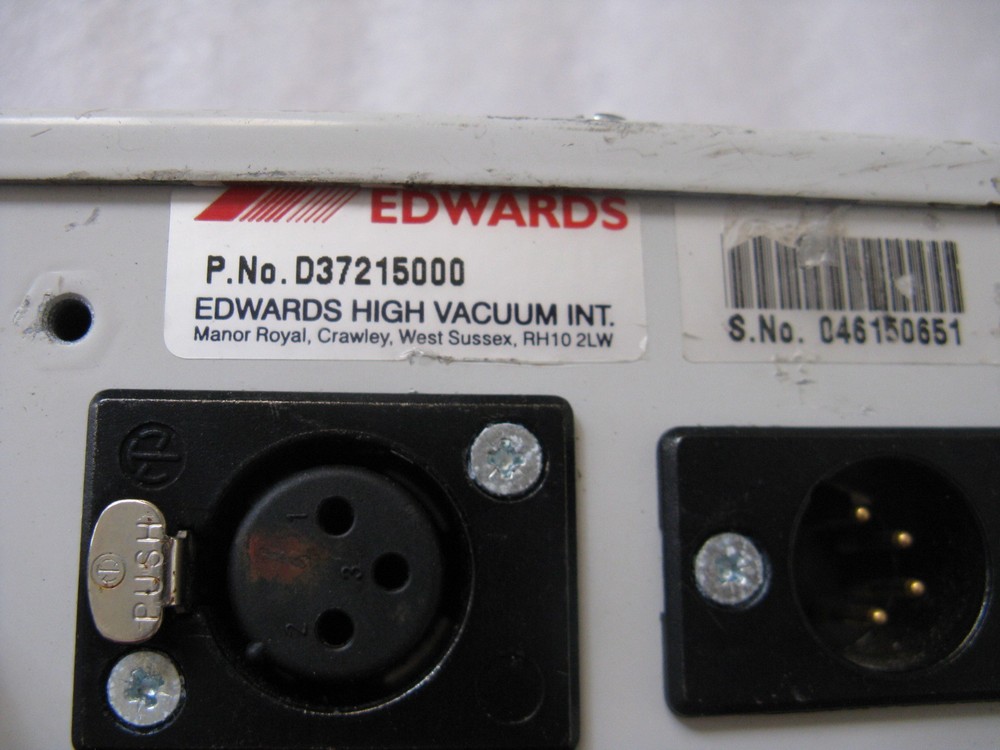 EDWARDS
P.No. D37215000
EDWARDS HIGH VACUUM INT.
Manor Royal, Crawley, West Sussex, RH10 2LW
S.No. 046150651
PUSH
1
3
2